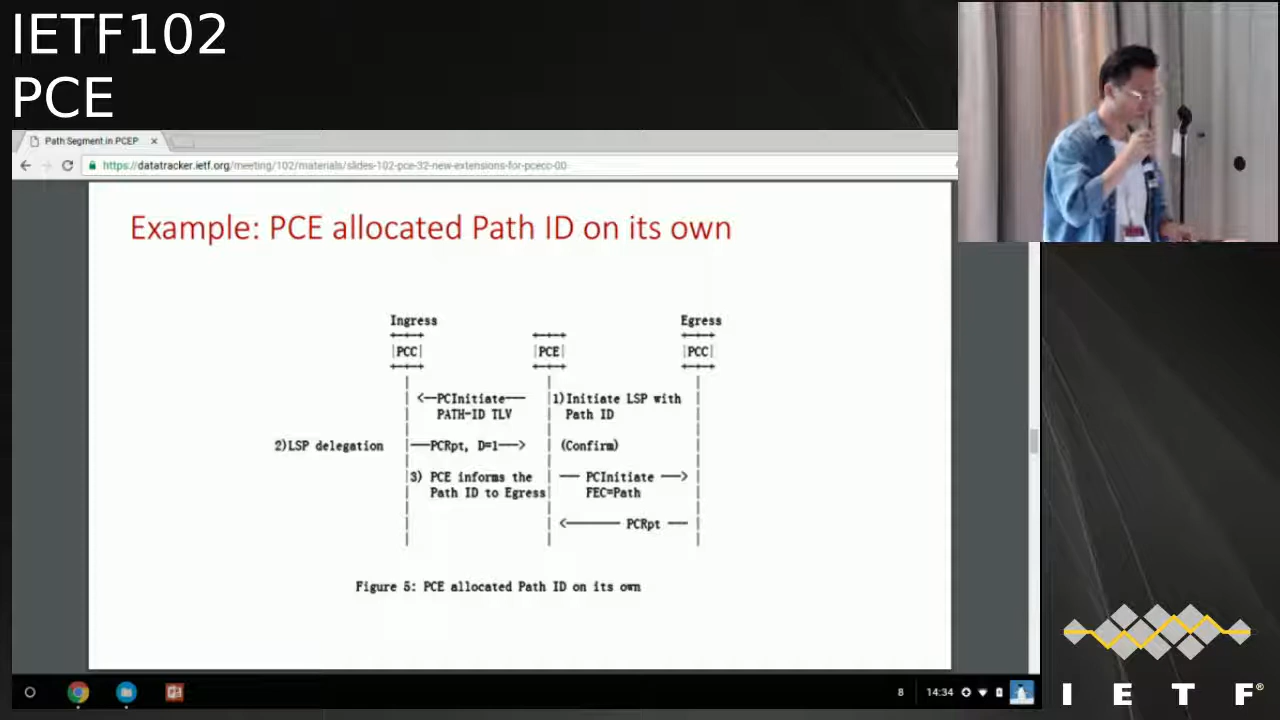 IETF102
PCE
Path Segment in PCEP ×
https://datatracker.ietf.org/meeting/102/materials/slides-102-pce-32-new-extensions-for-pcecc-00
Example: PCE allocated Path ID on its own
Ingress Egress
PCC PCE PCC
<—PCInitiate— 1)Initiate LSP with
PATH-ID TLV Path ID
2)LSP delegation —PCRpt, D=1—> (Confirm)
3) PCE informs the — PCInitiate —>
Path ID to Egress FEC=Path
<—— PCRpt —
Figure 5: PCE allocated Path ID on its own
8 14:34
I E T F®